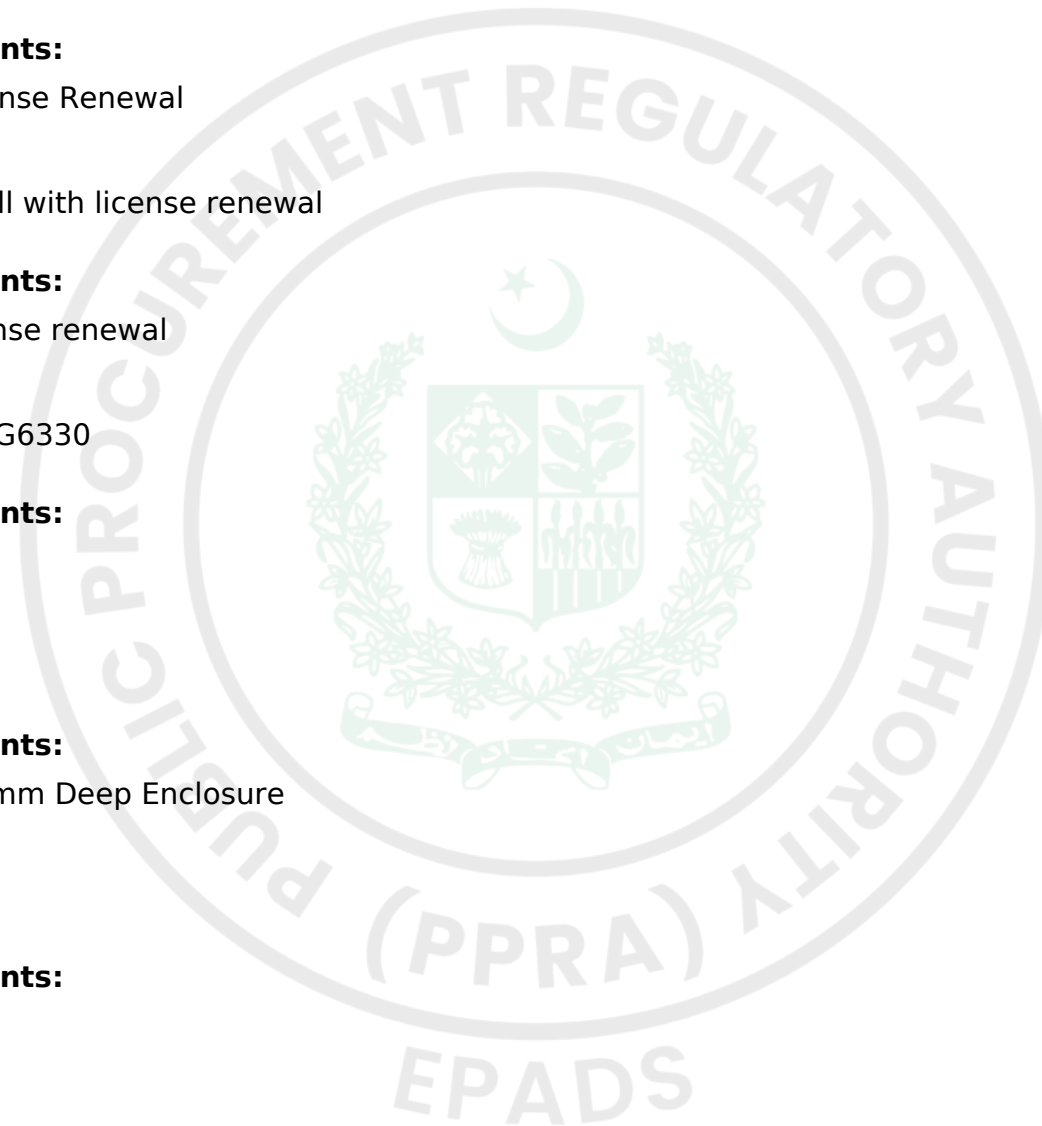 nts:
nse Renewal
ll with license renewal
nts:
nse renewal
G6330
nts:
nts:
mm Deep Enclosure
nts:
PUBLIC PROCUREMENT REGULATORY AUTHORITY
(PPRA)
EPADS